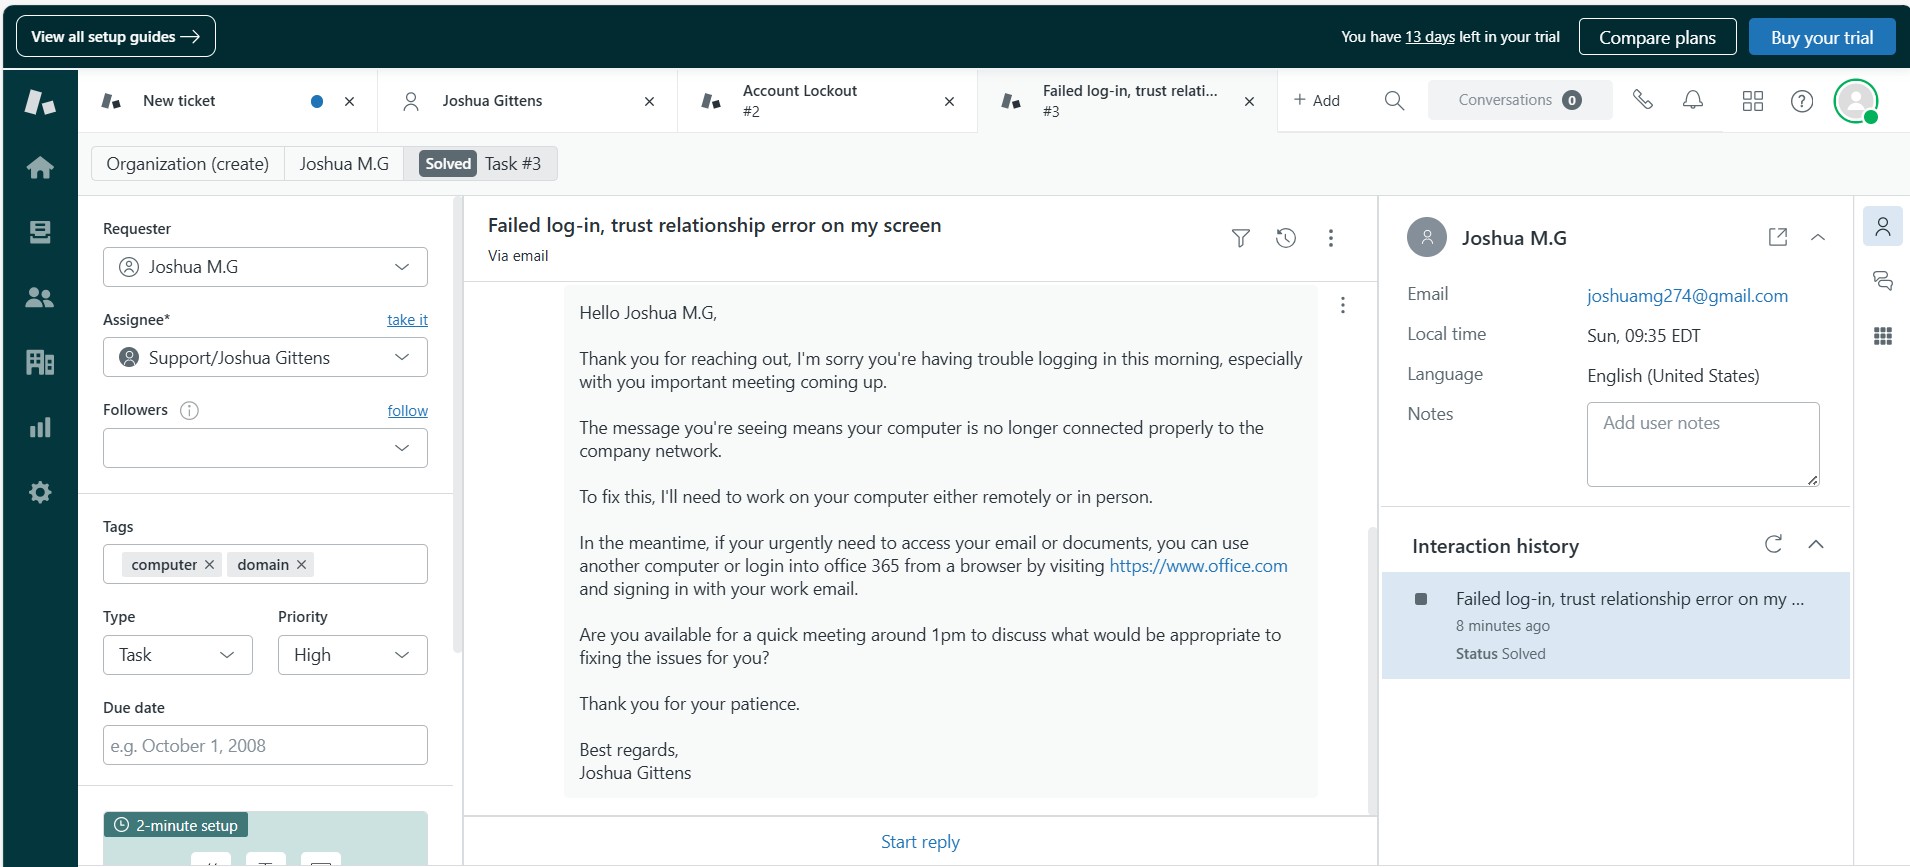 View all setup guides →
You have 13 days left in your trial
Compare plans
Buy your trial
New ticket
Joshua Gittens
Account Lockout
#2
Failed log-in, trust relati...
#3
+ Add
Conversations 0
Organization (create)
Joshua M.G
Solved Task #3
Requester
Joshua M.G
Assignee*
take it
Support/Joshua Gittens
Followers
follow
Tags
computer × domain ×
Type
Priority
Task
High
Due date
e.g. October 1, 2008
2-minute setup
Failed log-in, trust relationship error on my screen
Via email
Hello Joshua M.G,
Thank you for reaching out, I'm sorry you're having trouble logging in this morning, especially
with you important meeting coming up.
The message you're seeing means your computer is no longer connected properly to the
company network.
To fix this, I'll need to work on your computer either remotely or in person.
In the meantime, if your urgently need to access your email or documents, you can use
another computer or login into office 365 from a browser by visiting https://www.office.com
and signing in with your work email.
Are you available for a quick meeting around 1pm to discuss what would be appropriate to
fixing the issues for you?
Thank you for your patience.
Best regards,
Joshua Gittens
Start reply
Joshua M.G
Email
joshuamg274@gmail.com
Local time
Sun, 09:35 EDT
Language
English (United States)
Notes
Add user notes
Interaction history
Failed log-in, trust relationship error on my ...
8 minutes ago
Status Solved